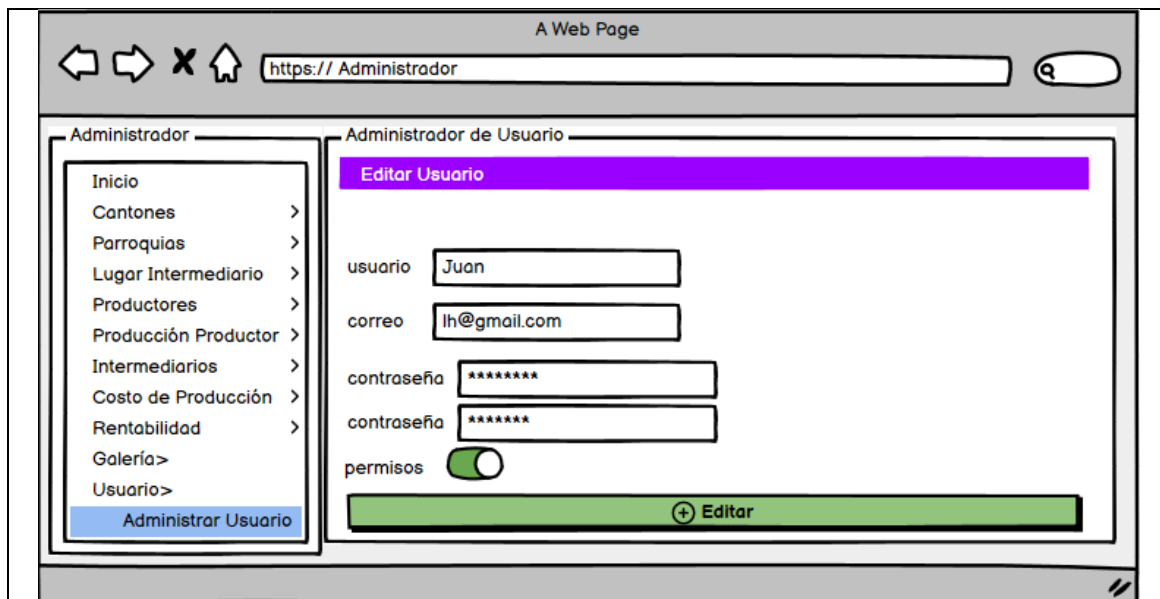 A Web Page
https:// Administrador
Administrador
Inicio
Cantones >
Parroquias >
Lugar Intermediario >
Productores >
Producción Productor >
Intermediarios >
Costo de Producción >
Rentabilidad >
Galería>
Usuario>
Administrar Usuario
Administrador de Usuario
Editar Usuario
usuario Juan
correo lh@gmail.com
contraseña ********
contraseña *******
permisos
Editar